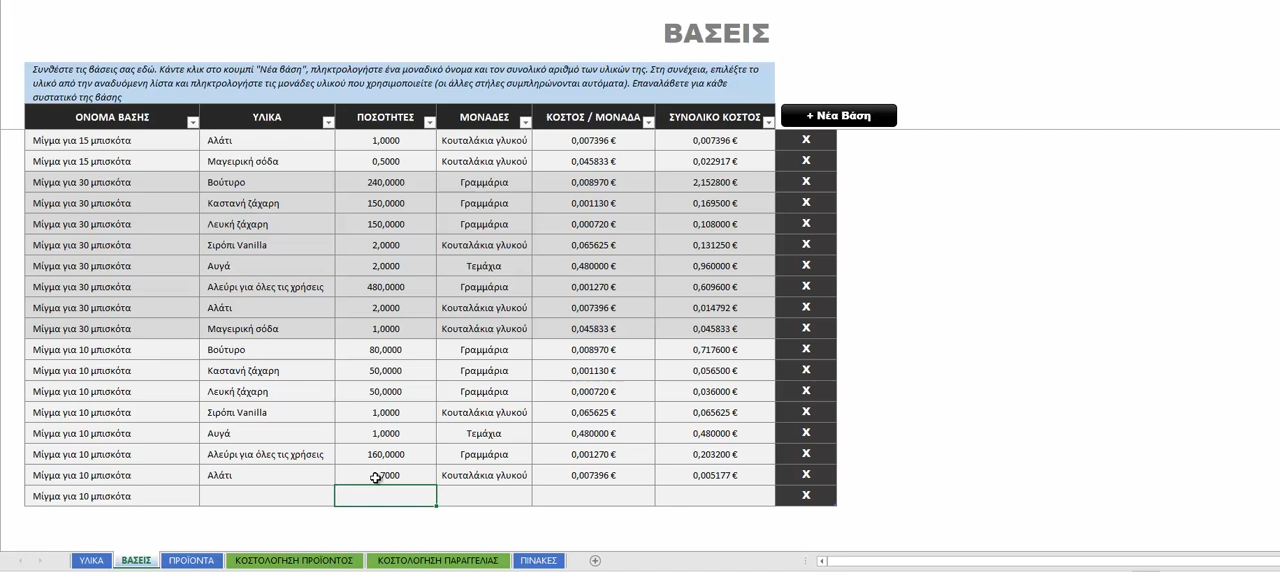 ΒΑΣΕΙΣ
Συνθέστε τις βάσεις σας εδώ. Κάντε κλικ στο κουμπί "Νέα βάση", πληκτρολογήστε ένα μοναδικό όνομα και τον συνολικό αριθμό των υλικών της. Στη συνέχεια, επιλέξτε το
υλικό από την αναδυόμενη λίστα και πληκτρολογήστε τις μονάδες υλικού που χρησιμοποιείτε (οι άλλες στήλες συμπληρώνονται αυτόματα). Επαναλάβετε για κάθε
συστατικό της βάσης
ΟΝΟΜΑ ΒΑΣΗΣ ΥΛΙΚΑ ΠΟΣΟΤΗΤΕΣ ΜΟΝΑΔΕΣ ΚΟΣΤΟΣ / ΜΟΝΑΔΑ ΣΥΝΟΛΙΚΟ ΚΟΣΤΟΣ + Νέα Βάση
Μίγμα για 15 μπισκότα Αλάτι 1,0000 Κουταλάκια γλυκού 0,007396 € 0,007396 € X
Μίγμα για 15 μπισκότα Μαγειρική σόδα 0,5000 Κουταλάκια γλυκού 0,045833 € 0,022917 € X
Μίγμα για 30 μπισκότα Βούτυρο 240,0000 Γραμμάρια 0,008970 € 2,152800 € X
Μίγμα για 30 μπισκότα Καστανή ζάχαρη 150,0000 Γραμμάρια 0,001130 € 0,169500 € X
Μίγμα για 30 μπισκότα Λευκή ζάχαρη 150,0000 Γραμμάρια 0,000720 € 0,108000 € X
Μίγμα για 30 μπισκότα Σιρόπι Vanilla 2,0000 Κουταλάκια γλυκού 0,065625 € 0,131250 € X
Μίγμα για 30 μπισκότα Αυγά 2,0000 Τεμάχια 0,480000 € 0,960000 € X
Μίγμα για 30 μπισκότα Αλεύρι για όλες τις χρήσεις 480,0000 Γραμμάρια 0,001270 € 0,609600 € X
Μίγμα για 30 μπισκότα Αλάτι 2,0000 Κουταλάκια γλυκού 0,007396 € 0,014792 € X
Μίγμα για 30 μπισκότα Μαγειρική σόδα 1,0000 Κουταλάκια γλυκού 0,045833 € 0,045833 € X
Μίγμα για 10 μπισκότα Βούτυρο 80,0000 Γραμμάρια 0,008970 € 0,717600 € X
Μίγμα για 10 μπισκότα Καστανή ζάχαρη 50,0000 Γραμμάρια 0,001130 € 0,056500 € X
Μίγμα για 10 μπισκότα Λευκή ζάχαρη 50,0000 Γραμμάρια 0,000720 € 0,036000 € X
Μίγμα για 10 μπισκότα Σιρόπι Vanilla 1,0000 Κουταλάκια γλυκού 0,065625 € 0,065625 € X
Μίγμα για 10 μπισκότα Αυγά 1,0000 Τεμάχια 0,480000 € 0,480000 € X
Μίγμα για 10 μπισκότα Αλεύρι για όλες τις χρήσεις 160,0000 Γραμμάρια 0,001270 € 0,203200 € X
Μίγμα για 10 μπισκότα Αλάτι Κουταλάκια γλυκού 0,007396 € 0,005177 € X
Μίγμα για 10 μπισκότα X
ΥΛΙΚΑ ΒΑΣΕΙΣ ΠΡΟΪΟΝΤΑ ΚΟΣΤΟΛΟΓΗΣΗ ΠΡΟΪΟΝΤΟΣ ΚΟΣΤΟΛΟΓΗΣΗ ΠΑΡΑΓΓΕΛΙΑΣ ΠΙΝΑΚΕΣ